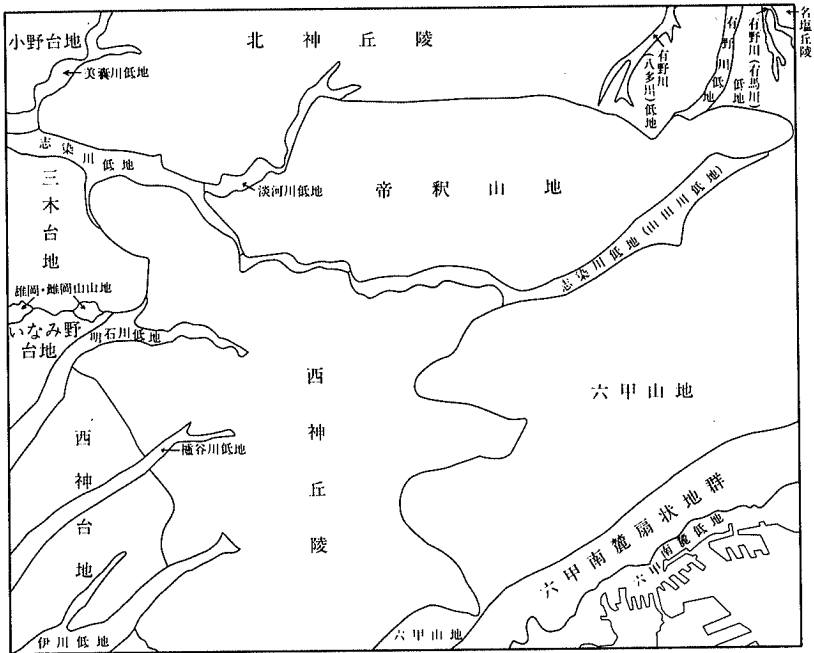 小野台地
美嚢川低地
北神丘陵
有野川
(八多川)低地
有野川低地
有野川(有馬川)低地
名塩丘陵
志染川低地
三木台地
淡河川低地
帝釈山地
志染川低地(山田川低地)
雄岡・雌岡山山地
いなみ野
台地
明石川低地
西神丘陵
六甲山地
西神台地
櫨谷川低地
六甲南麓扇状地群
六甲南麓低地
伊川低地
六甲山地